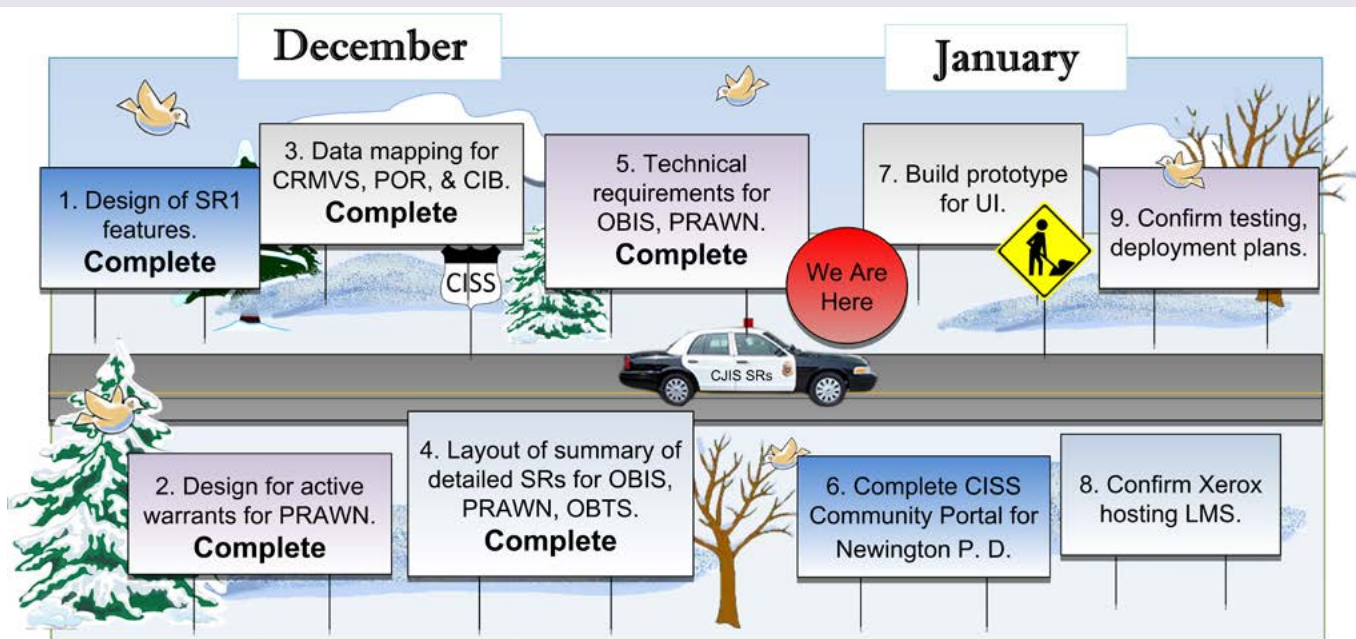 December
January
1. Design of SR1
features.
Complete
3. Data mapping for
CRMVS, POR, & CIB.
Complete
CISS
5. Technical
requirements for
OBIS, PRAWN.
Complete
We Are
Here
7. Build prototype
for UI.
9. Confirm testing,
deployment plans.
CJIS SRs
2. Design for active
warrants for PRAWN.
Complete
4. Layout of summary of
detailed SRs for OBIS,
PRAWN, OBTS.
Complete
6. Complete CISS
Community Portal for
Newington P. D.
8. Confirm Xerox
hosting LMS.